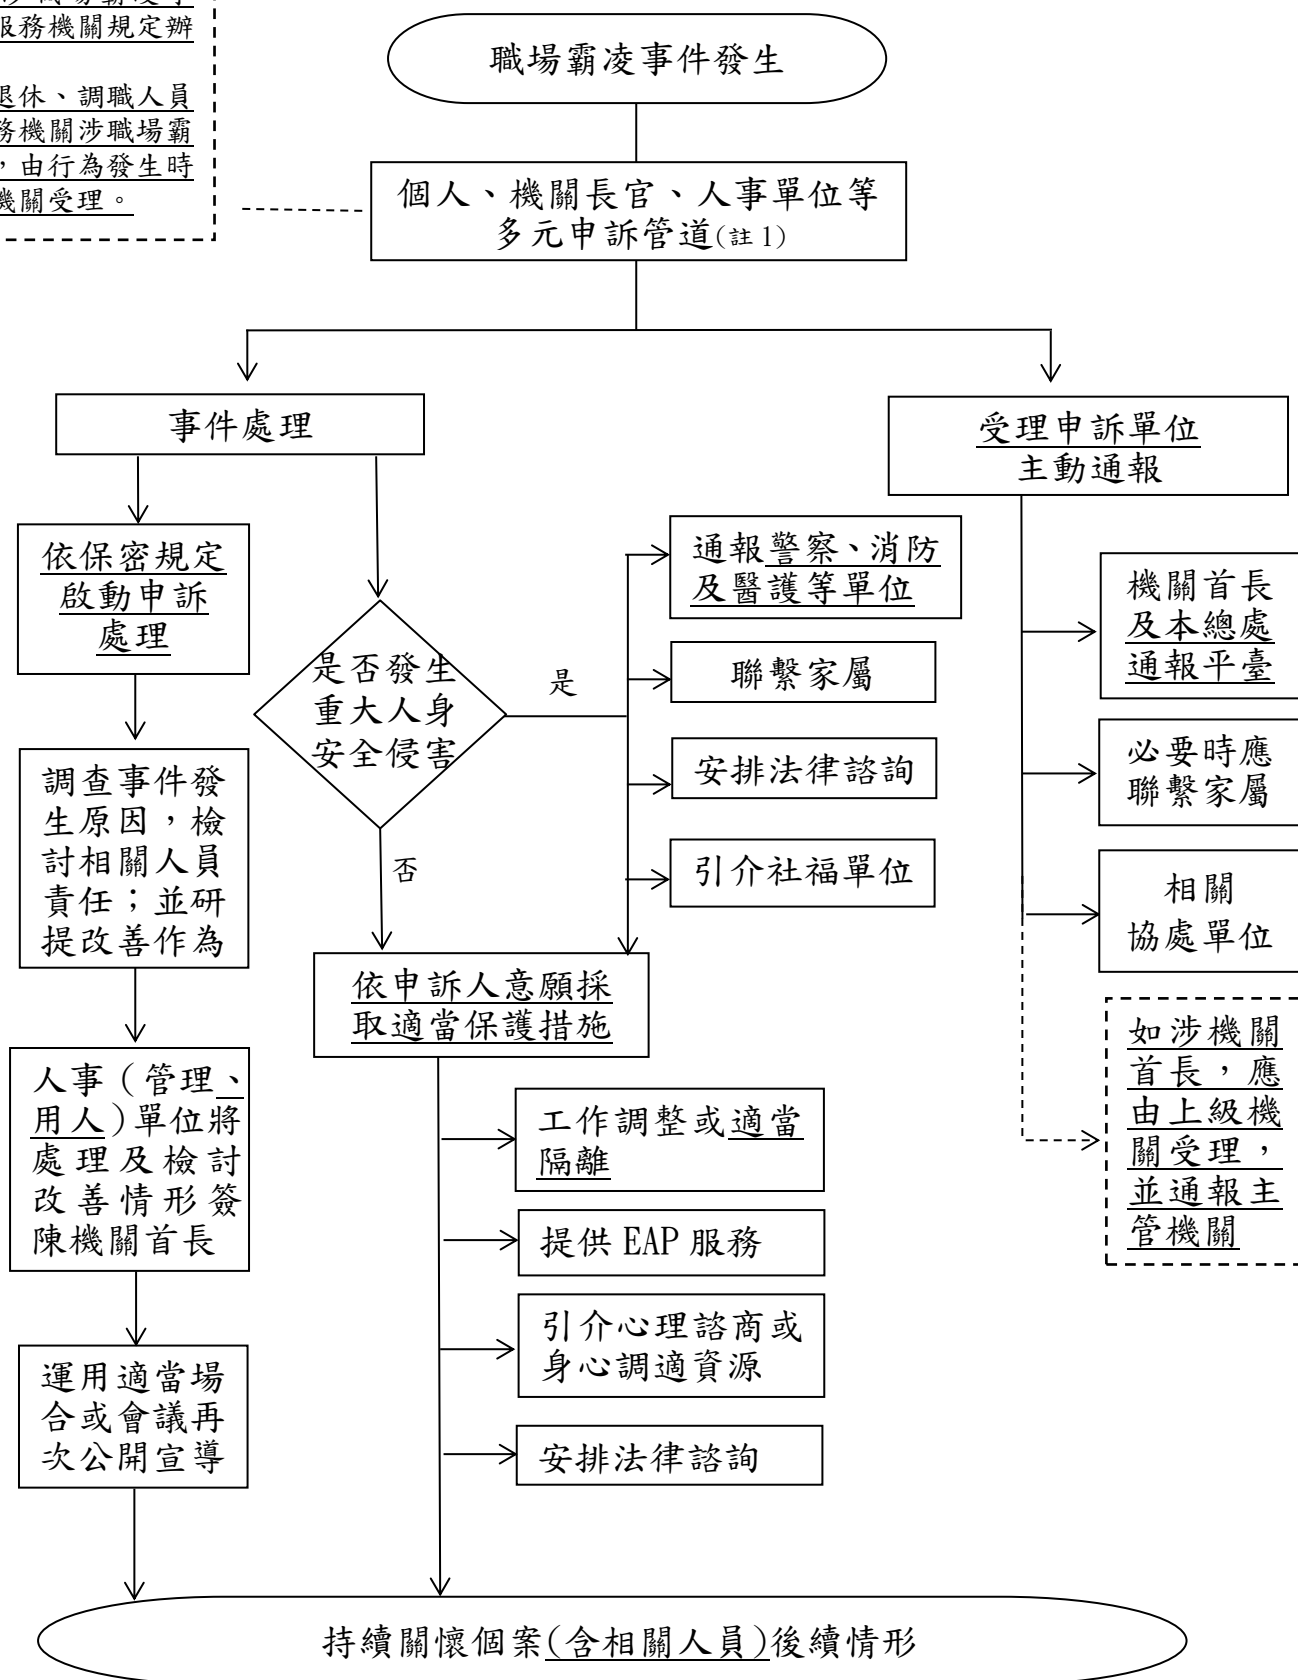 職場霸凌等
服務機關規定辦
退休、調職人員
務機關涉職場霸
，由行為發生時
機關受理。
職場霸凌事件發生
個人、機關長官、人事單位等
多元申訴管道(註1)
事件處理
受理申訴單位
主動通報
依保密規定
啟動申訴
處理
調查事件發
生原因，檢
討相關人員
責任；並研
提改善作為
人事（管理、
用人）單位將
處理及檢討
改善情形簽
陳機關首長
運用適當場
合或會議再
次公開宣導
是否發生
重大人身
安全侵害
是
否
通報警察、消防
及醫護等單位
聯繫家屬
安排法律諮詢
引介社福單位
依申訴人意願採
取適當保護措施
工作調整或適當
隔離
提供 EAP 服務
引介心理諮商或
身心調適資源
安排法律諮詢
機關首長
及本總處
通報平臺
必要時應
聯繫家屬
相關
協處單位
如涉機關
首長，應
由上級機
關受理，
並通報主
管機關
持續關懷個案(含相關人員)後續情形